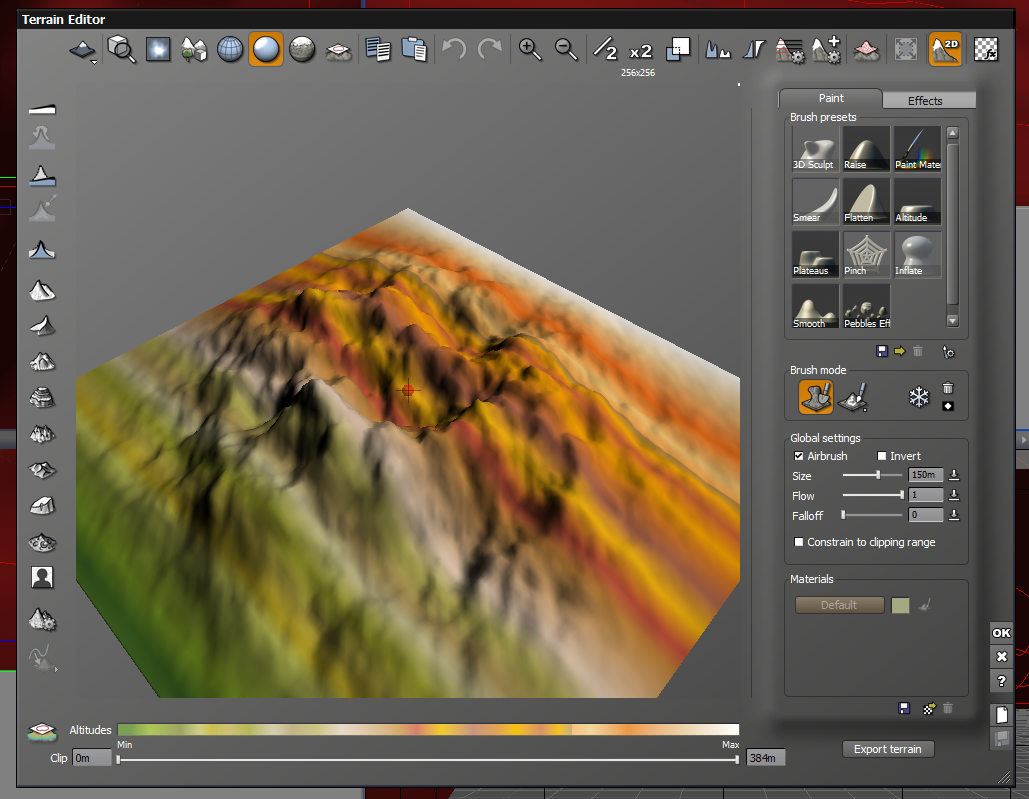 Terrain Editor
2 x2 2D
256x256
Paint Effects
Brush presets
3D Sculpt Raise Paint Mater
Smear Flatten Altitude
Plateaus Pinch Inflate
Smooth Pebbles Eff
Brush mode
Global settings
Airbrush Invert
Size 150m
Flow 1
Falloff 0
Constrain to clipping range
Materials
Default
OK
?
Altitudes
Min Max
Clip 0m 384m
Export terrain